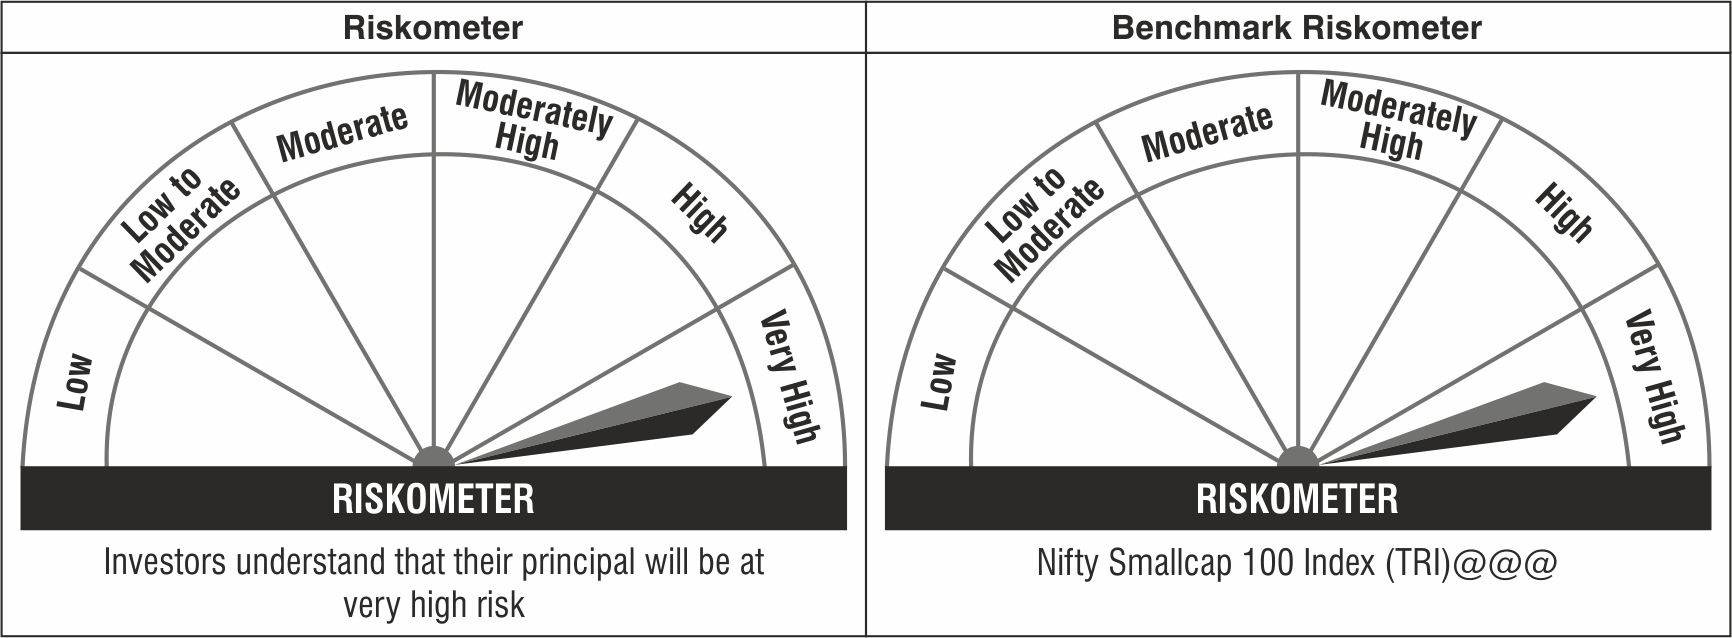 Riskometer
Benchmark Riskometer
Low
Low to
Moderate
Moderate
Moderately
High
High
Very High
RISKOMETER
Investors understand that their principal will be at
very high risk
Low
Low to
Moderate
Moderate
Moderately
High
High
Very High
RISKOMETER
Nifty Smallcap 100 Index (TRI)@@@